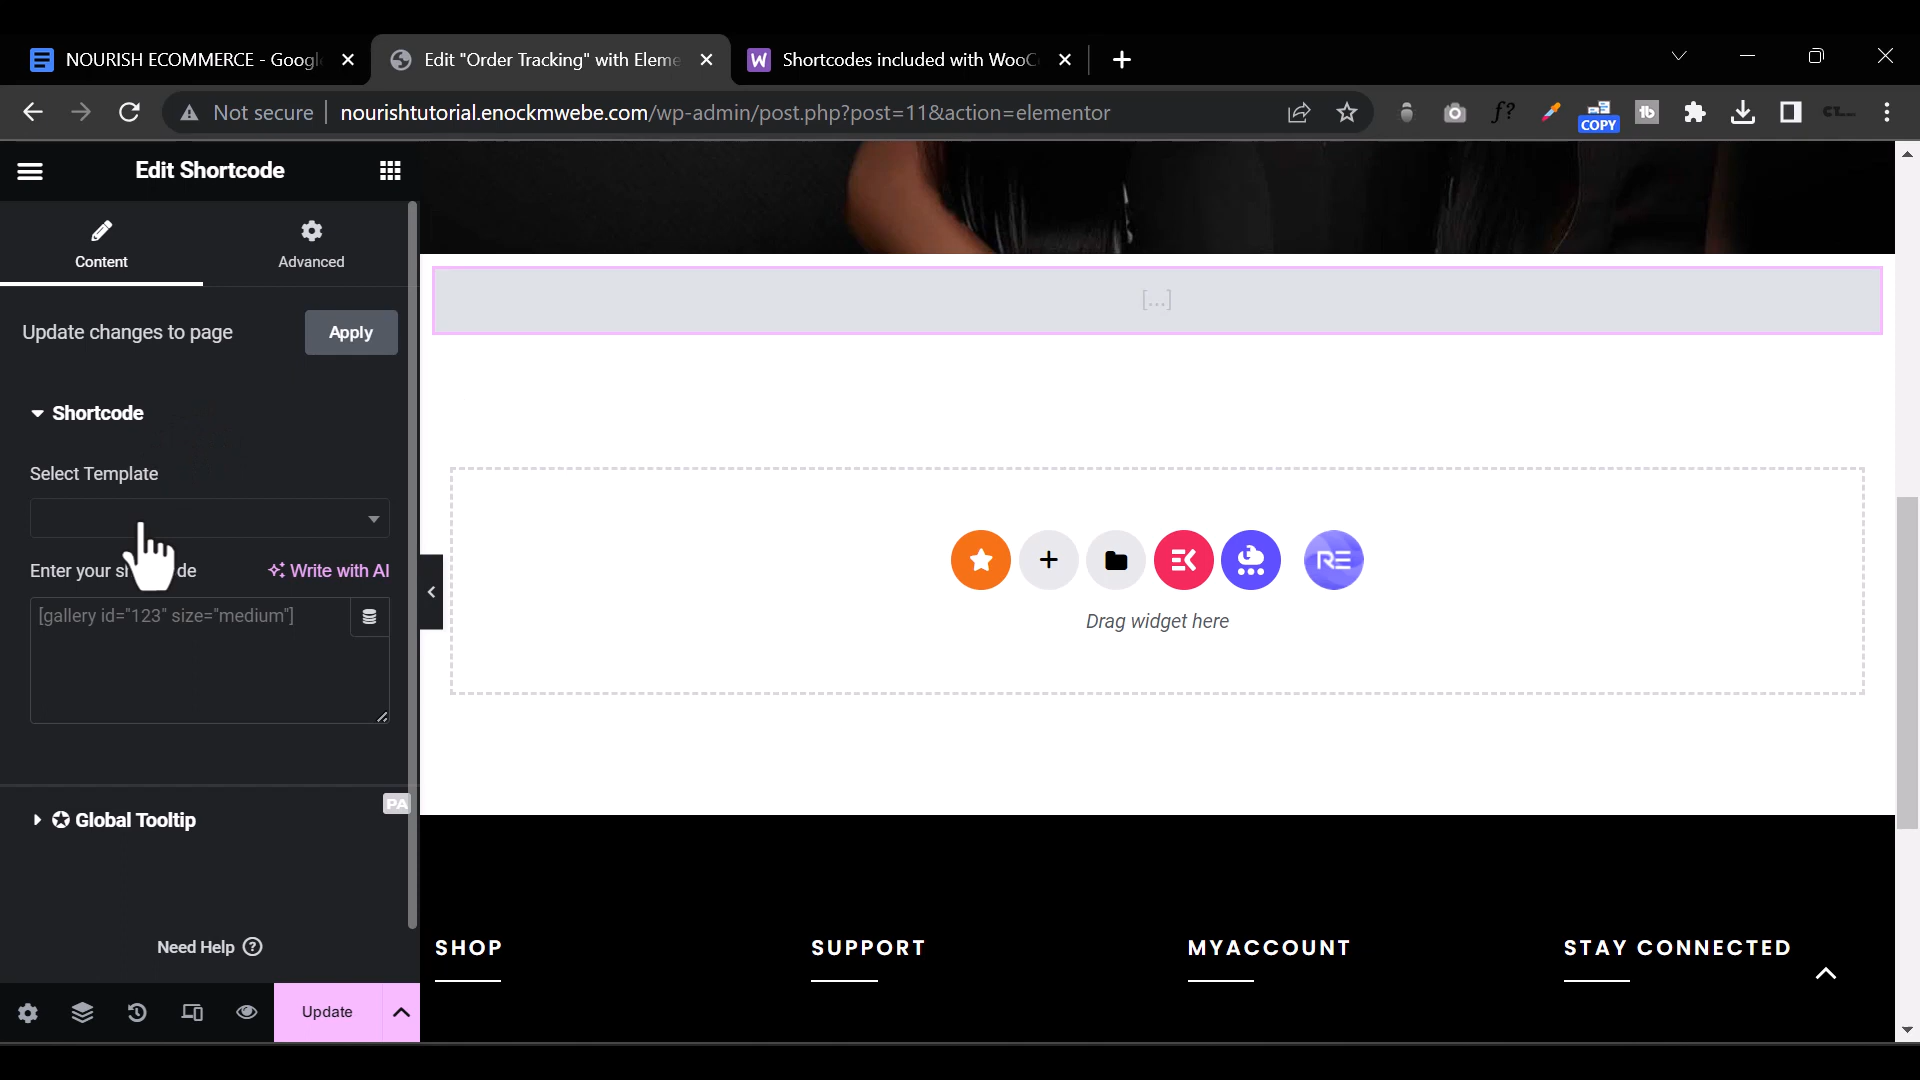 NOURISH ECOMMERCE - Googl
Edit "Order Tracking" with Eleme
W
Shortcodes included with WooC
Not secure
nourishtutorial.enockmwebe.com/wp-admin/post.php?post=11&action=elementor
f?
COPY
tb
Edit Shortcode
Content
Advanced
Update changes to page
Apply
[...]
Shortcode
Select Template
Enter your sh de
Write with AI
[gallery id="123" size="medium"]
RE
Drag widget here
PA
Global Tooltip
Need Help ?
SHOP
SUPPORT
MYACCOUNT
STAY CONNECTED
Update